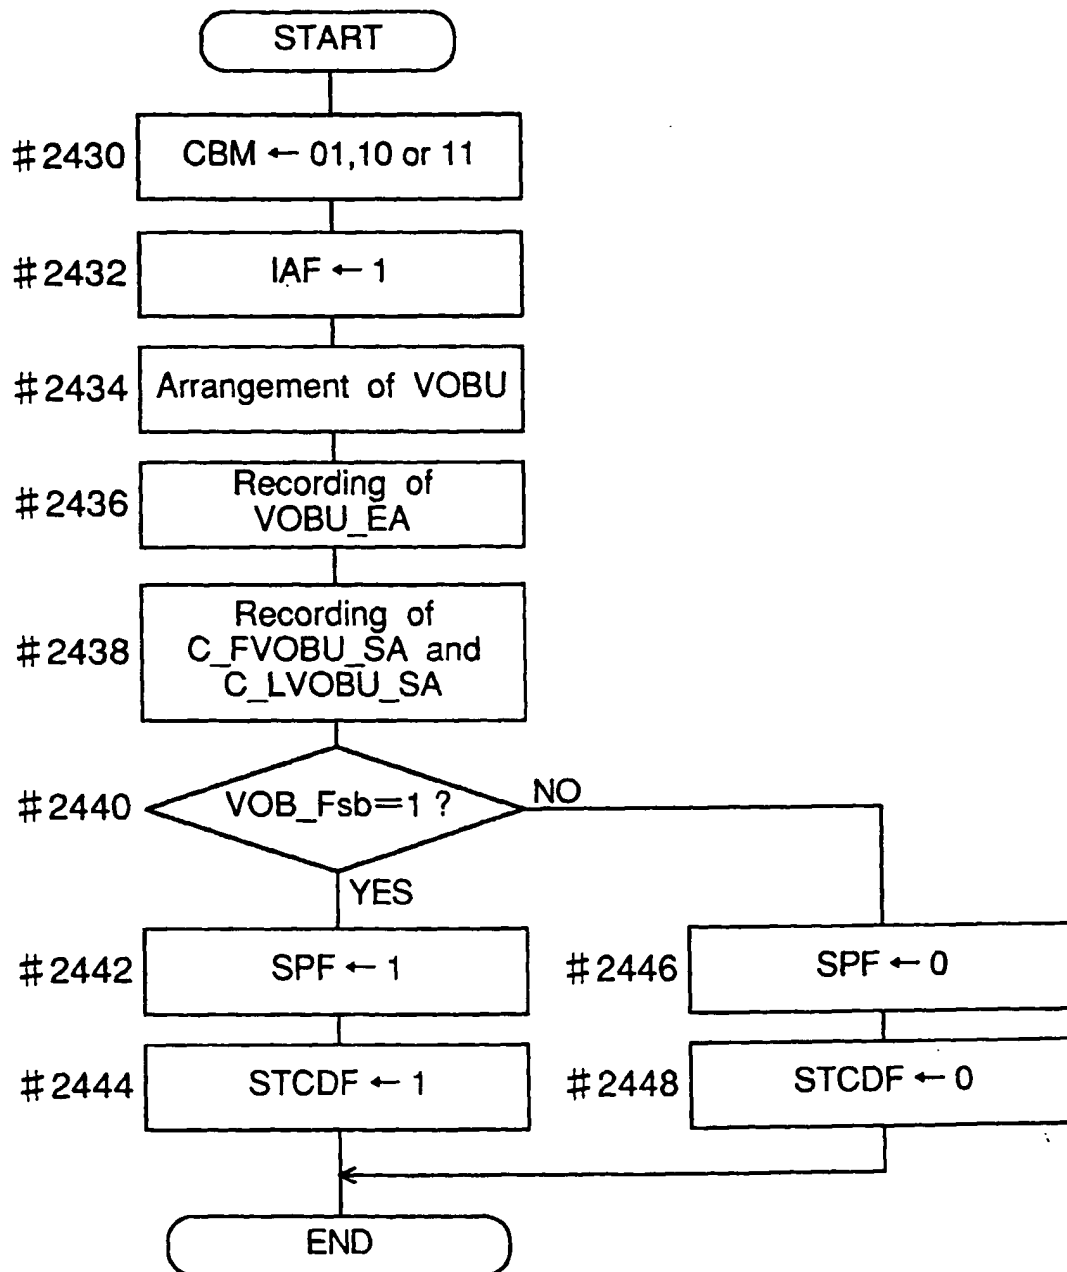 START
#2430 CBM ← 01,10 or 11
#2432 IAF ← 1
#2434 Arrangement of VOBU
#2436 Recording of
VOBU_EA
#2438 Recording of
C_FVOBU_SA and
C_LVOBU_SA
#2440 VOB_Fsb=1 ? NO
YES
#2442 SPF ← 1 #2446 SPF ← 0
#2444 STCDF ← 1 #2448 STCDF ← 0
END